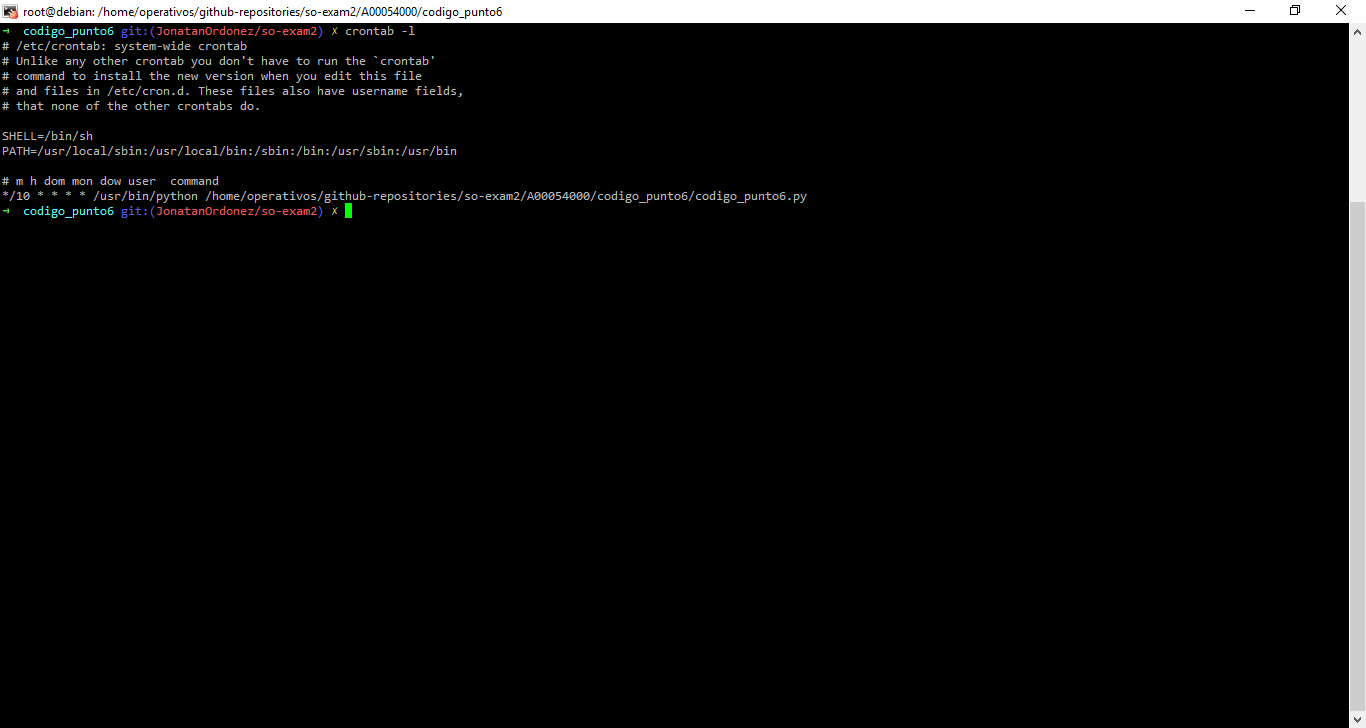 root@debian: /home/operativos/github-repositories/so-exam2/A00054000/codigo_punto6
→ codigo_punto6 git:(JonatanOrdonez/so-exam2) ✗ crontab -l
# /etc/crontab: system-wide crontab
# Unlike any other crontab you don't have to run the `crontab'
# command to install the new version when you edit this file
# and files in /etc/cron.d. These files also have username fields,
# that none of the other crontabs do.
SHELL=/bin/sh
PATH=/usr/local/sbin:/usr/local/bin:/sbin:/bin:/usr/sbin:/usr/bin
# m h dom mon dow user  command
*/10 * * * * /usr/bin/python /home/operativos/github-repositories/so-exam2/A00054000/codigo_punto6/codigo_punto6.py
→ codigo_punto6 git:(JonatanOrdonez/so-exam2) ✗